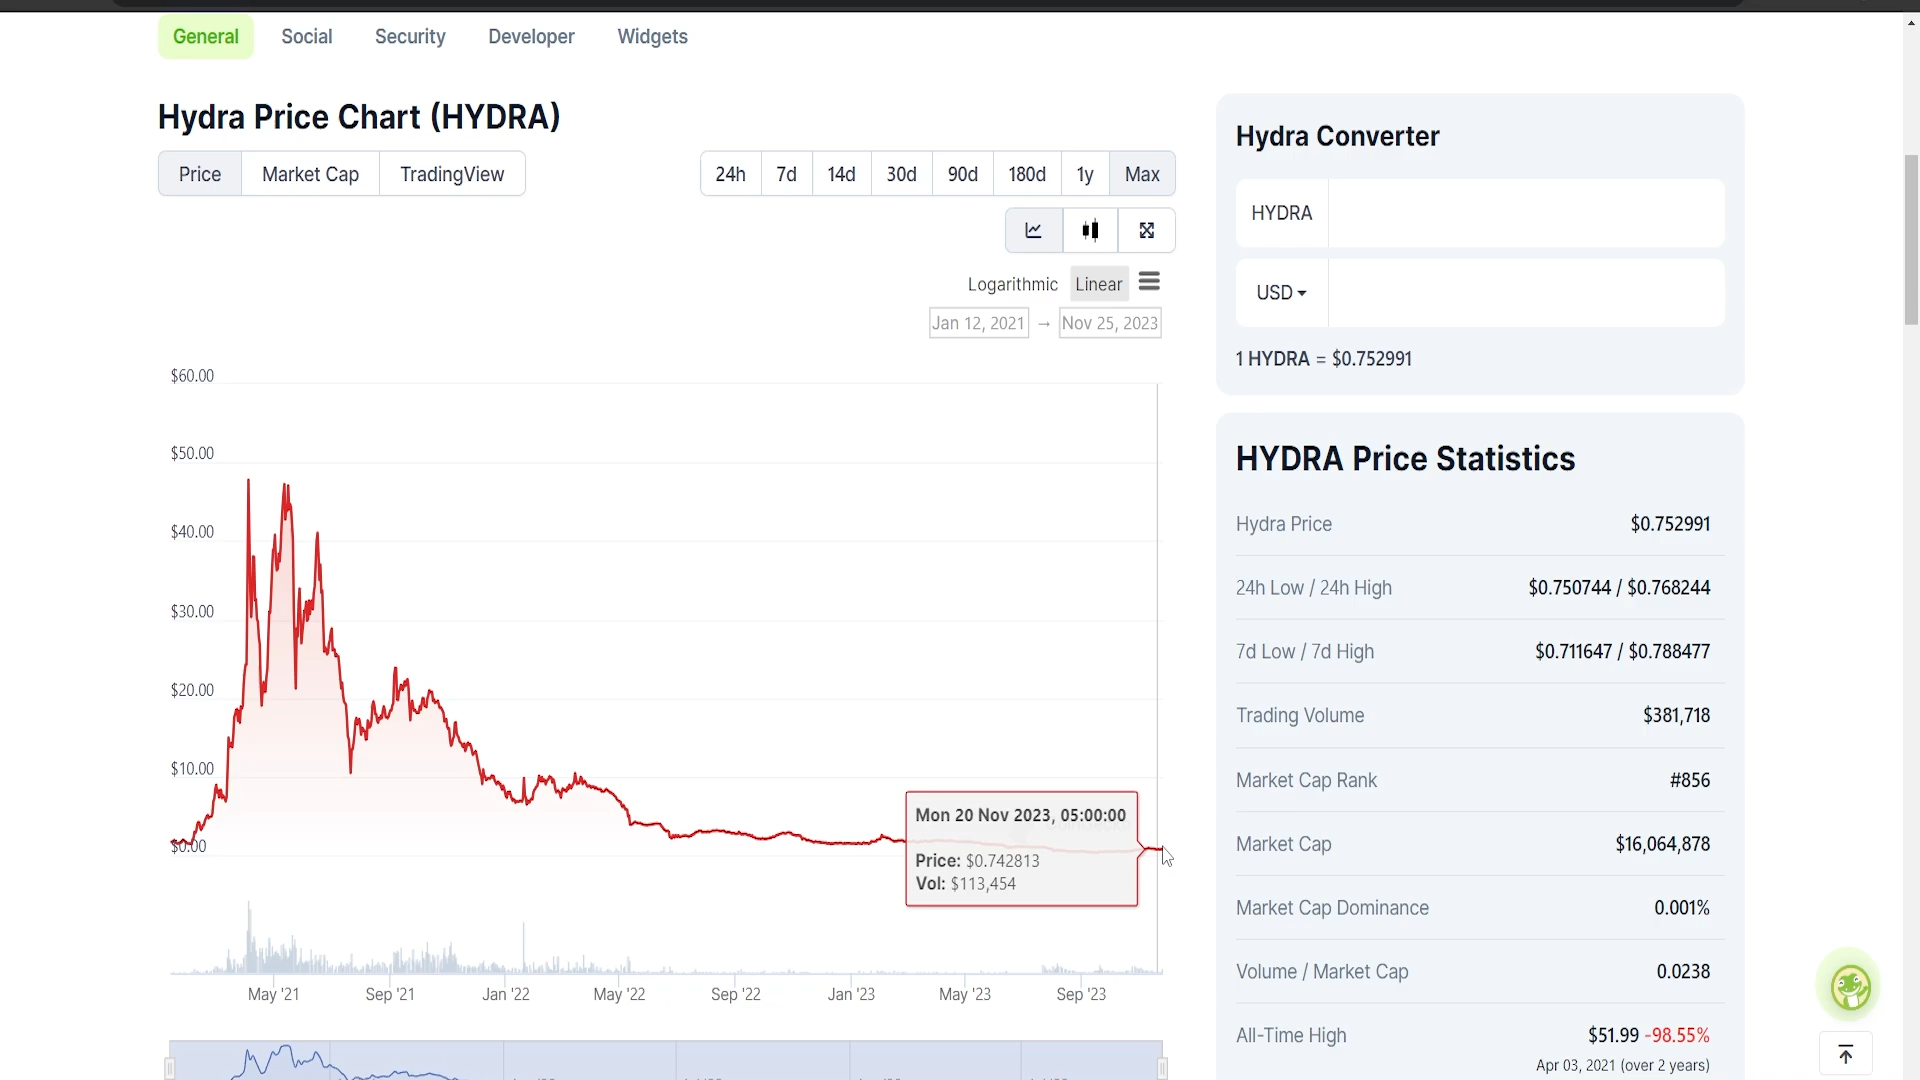 General Social Security Developer Widgets
Hydra Price Chart (HYDRA)
Price Market Cap TradingView
24h 7d 14d 30d 90d 180d 1y Max
Logarithmic Linear
Jan 12, 2021 → Nov 25, 2023
$60.00
$50.00
$40.00
$30.00
$20.00
$10.00
$0.00
Mon 20 Nov 2023, 05:00:00
Price: $0.742813
Vol: $113,454
May '21 Sep '21 Jan '22 May '22 Sep '22 Jan '23 May '23 Sep '23
Hydra Converter
HYDRA
USD
1 HYDRA = $0.752991
HYDRA Price Statistics
Hydra Price $0.752991
24h Low / 24h High $0.750744 / $0.768244
7d Low / 7d High $0.711647 / $0.788477
Trading Volume $381,718
Market Cap Rank #856
Market Cap $16,064,878
Market Cap Dominance 0.001%
Volume / Market Cap 0.0238
All-Time High $51.99 -98.55%
Apr 03, 2021 (over 2 years)